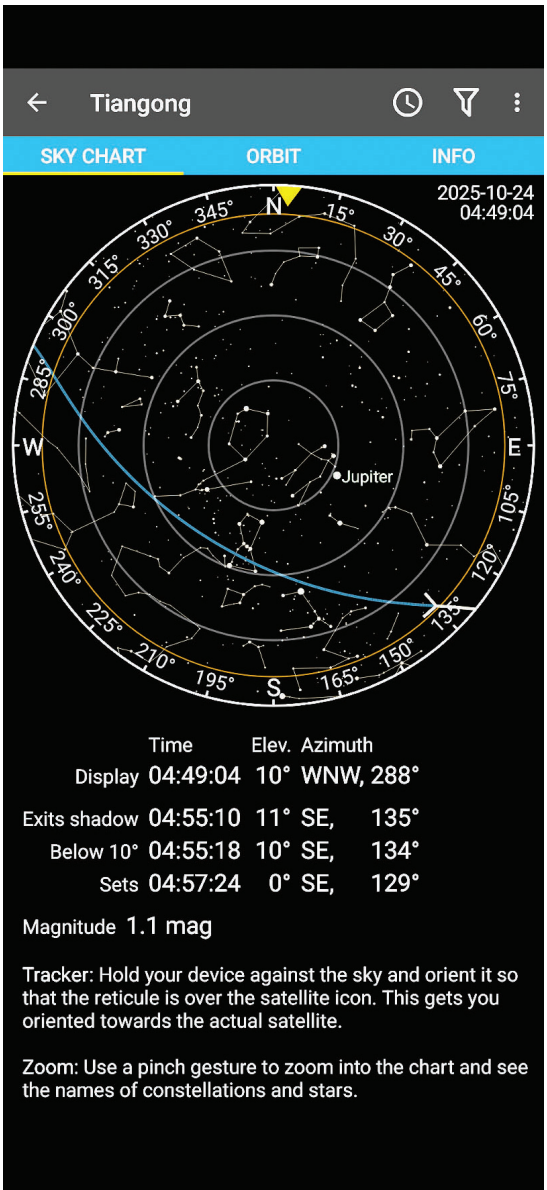 Tiangong
SKY CHART ORBIT INFO
2025-10-24
04:49:04
N
15°
30°
45°
60°
75°
E
105°
120°
135°
150°
165°
S
195°
210°
225°
240°
255°
W
285°
300°
315°
330°
345°
Jupiter
Time Elev. Azimuth
Display 04:49:04 10° WNW, 288°
Exits shadow 04:55:10 11° SE, 135°
Below 10° 04:55:18 10° SE, 134°
Sets 04:57:24 0° SE, 129°
Magnitude 1.1 mag
Tracker: Hold your device against the sky and orient it so
that the reticule is over the satellite icon. This gets you
oriented towards the actual satellite.
Zoom: Use a pinch gesture to zoom into the chart and see
the names of constellations and stars.